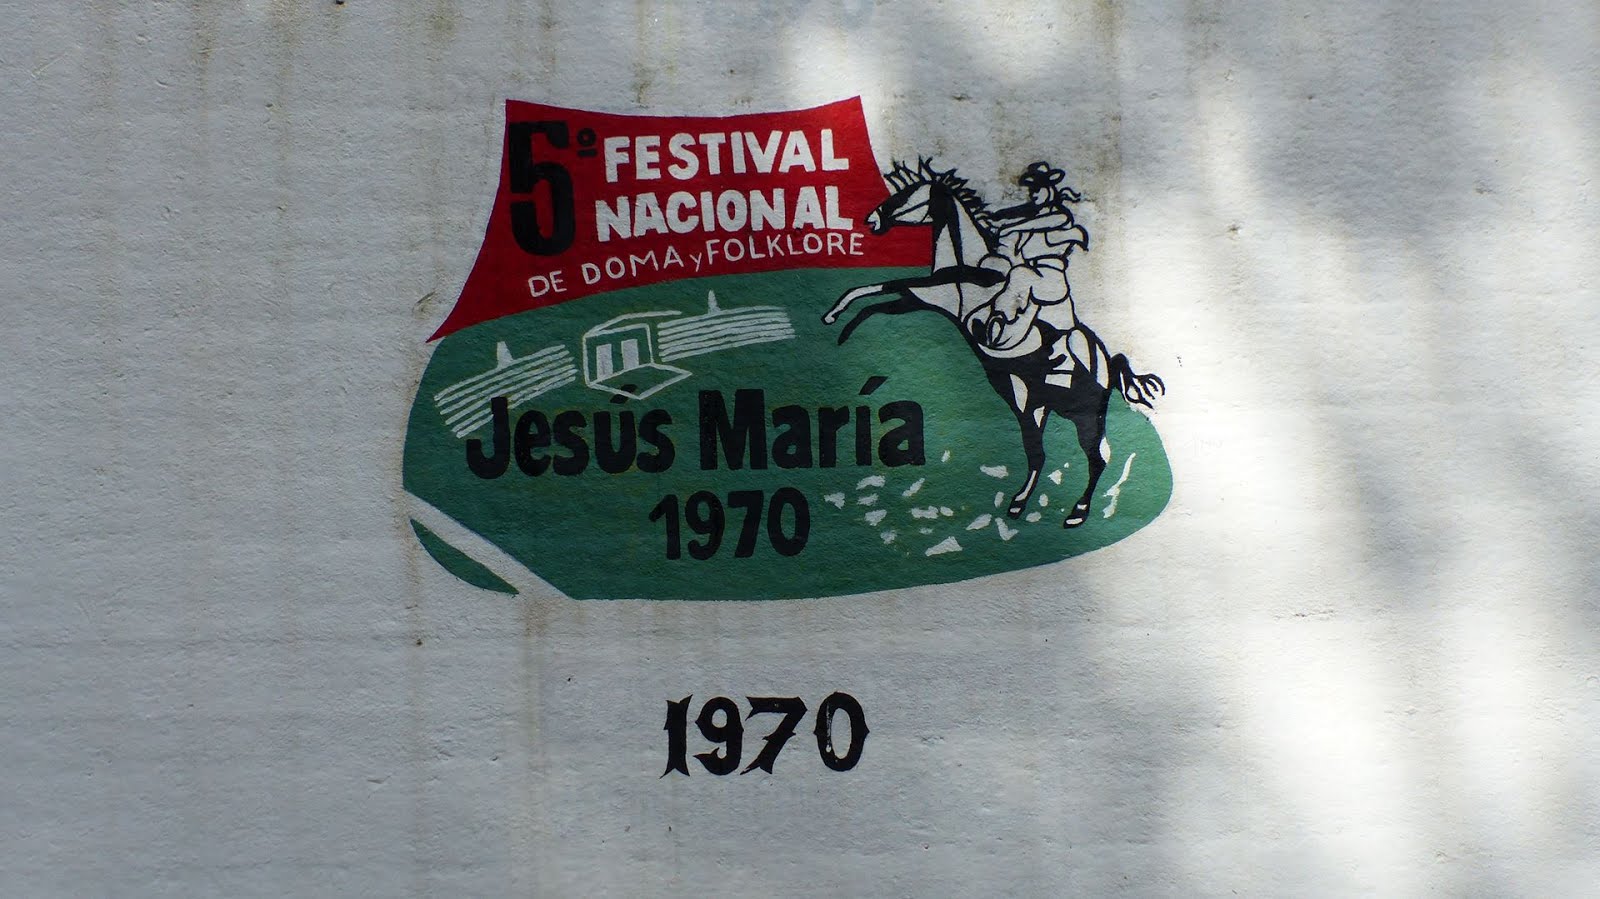 5º FESTIVAL
NACIONAL
DE DOMA y FOLKLORE
Jesús María
1970
1970